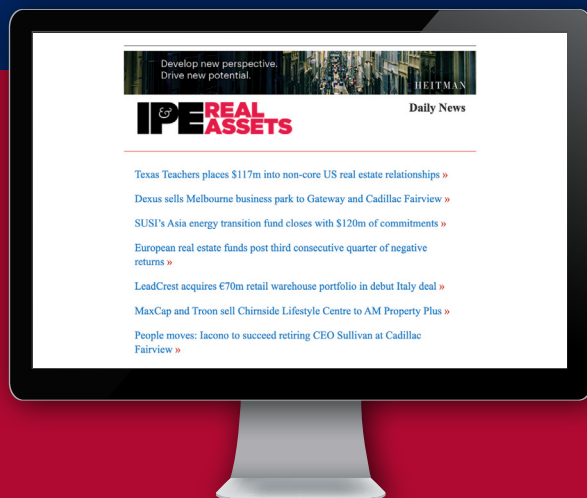 Develop new perspective.
Drive new potential.
HEITMAN
IP&E REAL
ASSETS
Daily News
Texas Teachers places $117m into non-core US real estate relationships »
Dexus sells Melbourne business park to Gateway and Cadillac Fairview »
SUSI's Asia energy transition fund closes with $120m of commitments »
European real estate funds post third consecutive quarter of negative
returns »
LeadCrest acquires €70m retail warehouse portfolio in debut Italy deal »
MaxCap and Troon sell Chirnside Lifestyle Centre to AM Property Plus »
People moves: Iacono to succeed retiring CEO Sullivan at Cadillac
Fairview »